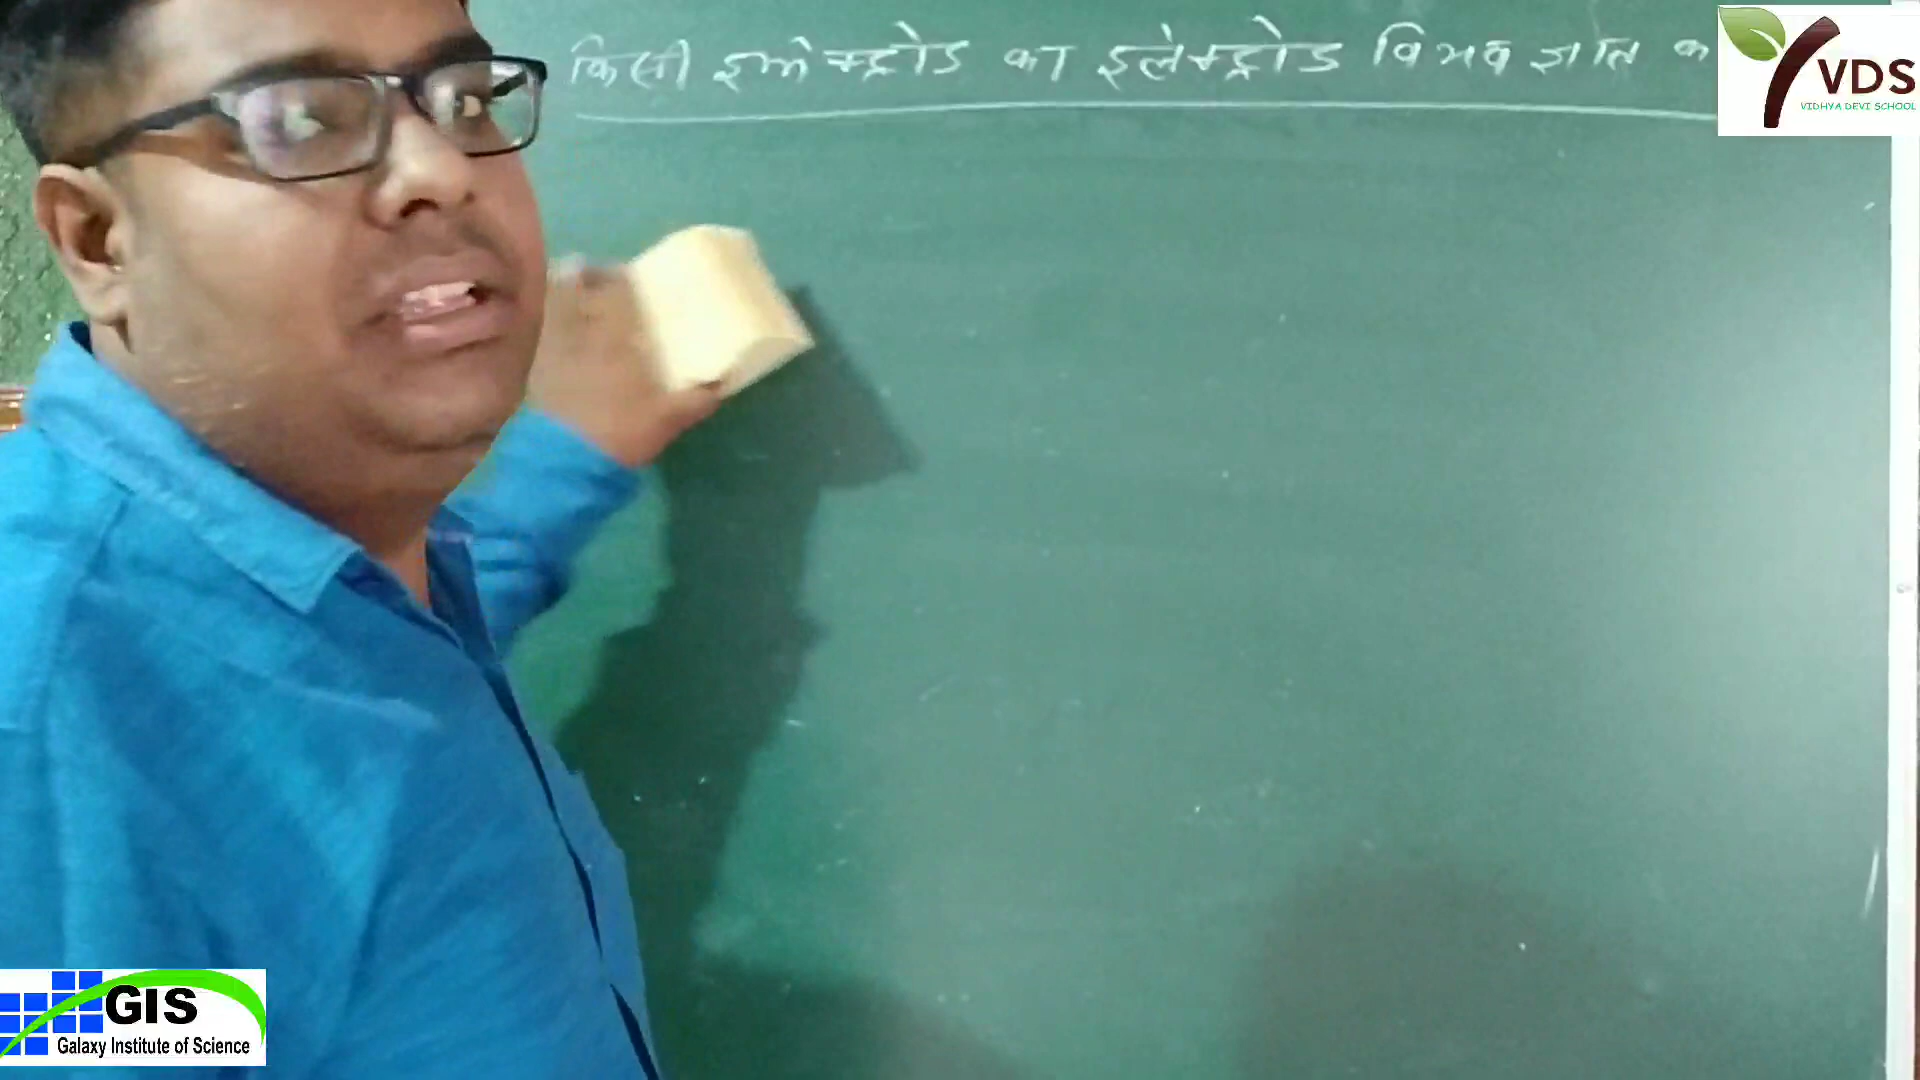 किसी इलेक्ट्रोड का इलेक्ट्रोड विभव ज्ञात क
VDS
VIDHYA DEVI SCHOOL
GIS
Galaxy Institute of Science